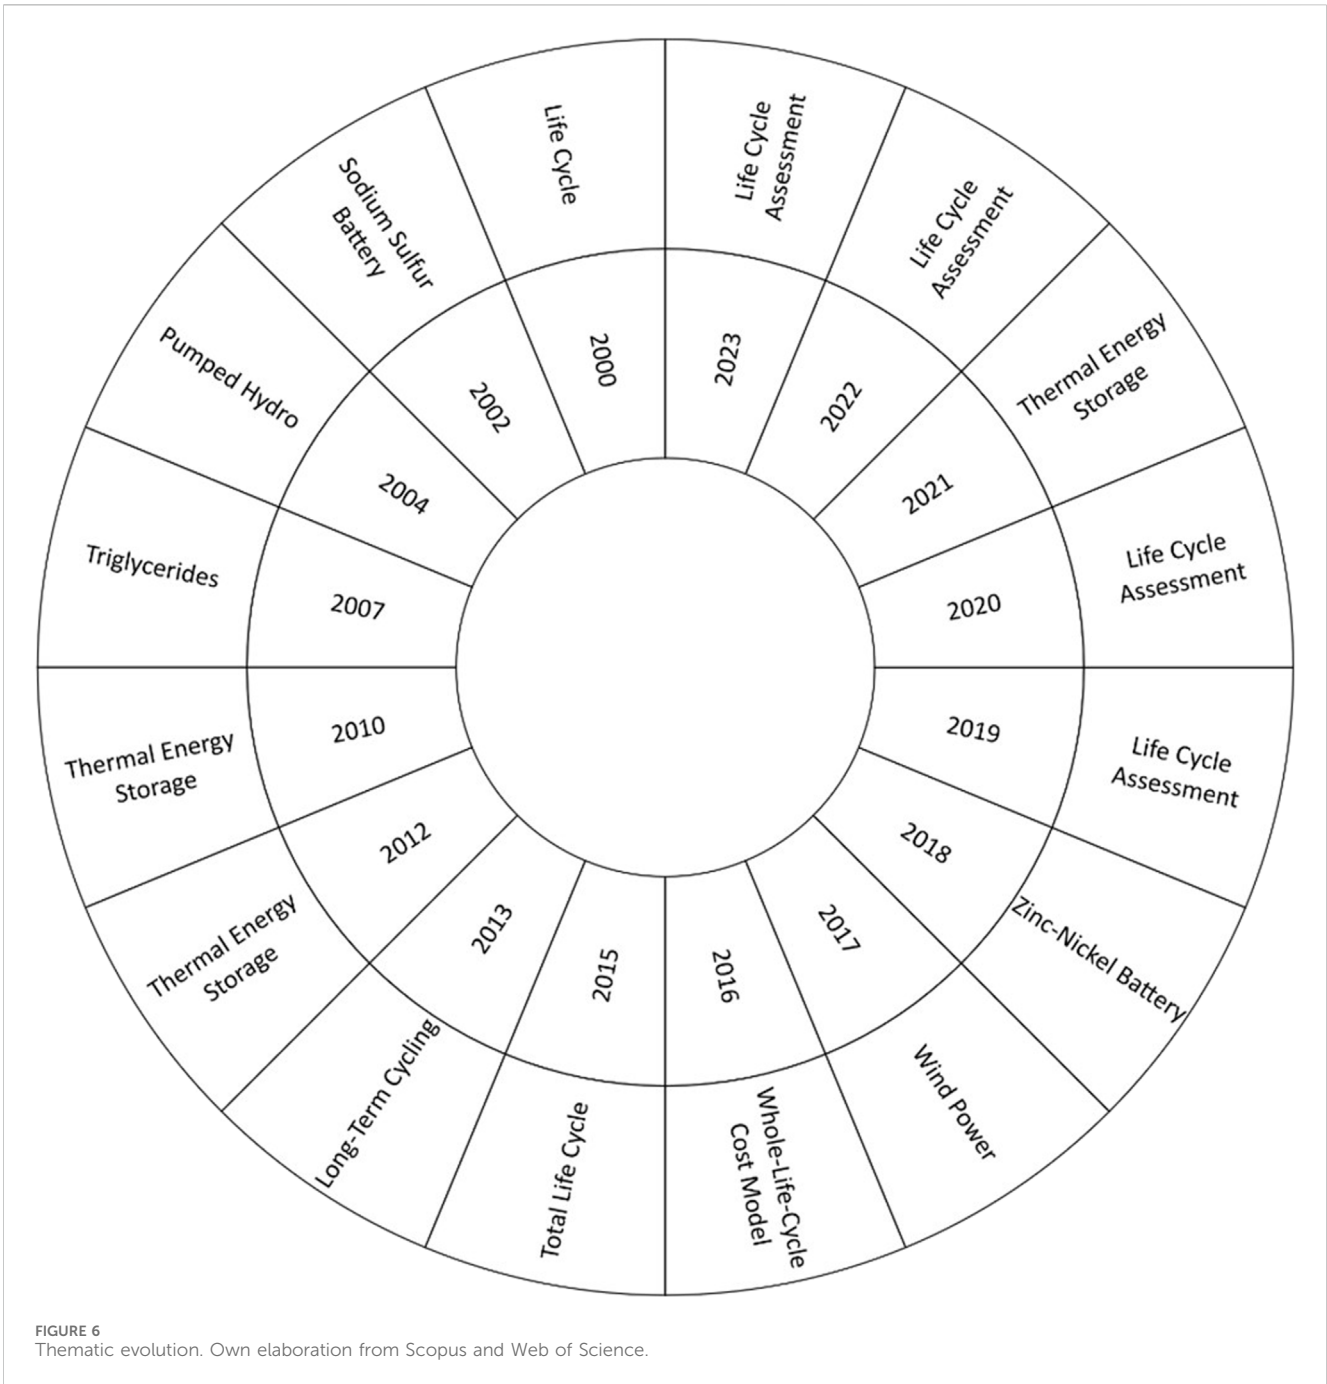 Life Cycle
Assessment
2023
Life Cycle
Assessment
2022
Thermal Energy
Storage
2021
Life Cycle
Assessment
2020
Life Cycle
Assessment
2019
Zinc-Nickel Battery
2018
Wind Power
2017
Whole-Life-Cycle
Cost Model
2016
Total Life Cycle
2015
Long-Term Cycling
2013
Thermal Energy
Storage
2012
Thermal Energy
Storage
2010
Triglycerides
2007
Pumped Hydro
2004
Sodium Sulfur
Battery
2002
Life Cycle
2000
FIGURE 6
Thematic evolution. Own elaboration from Scopus and Web of Science.